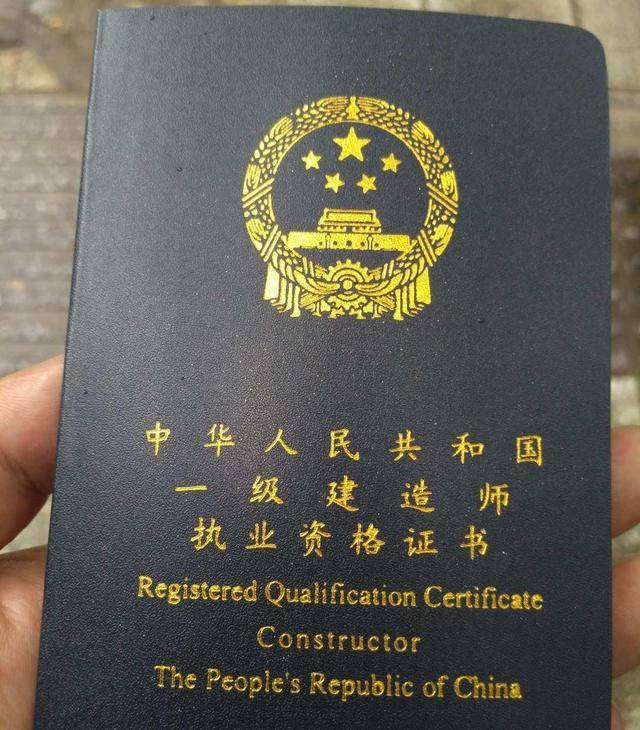 中华人民共和国
一级建造师
执业资格证书
Registered Qualification Certificate
Constructor
The People's Republic of China